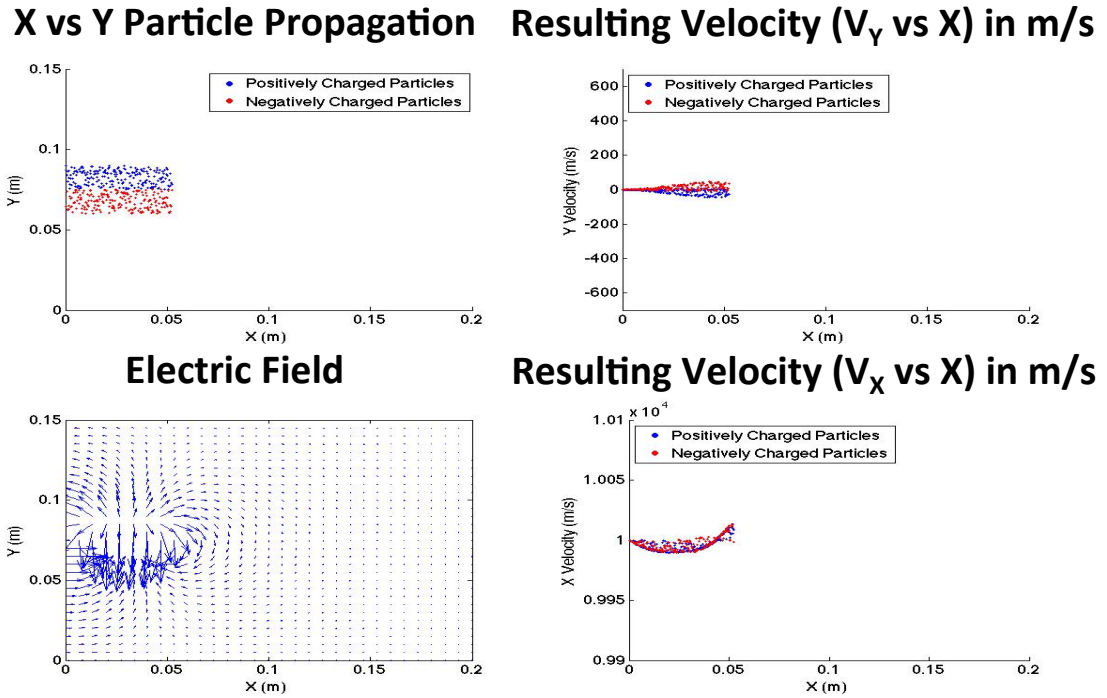 X vs Y Particle Propagation
0.15
Positively Charged Particles
Negatively Charged Particles
0.1
Y (m)
0.05
0
0 0.05 0.1 0.15 0.2
X (m)
Resulting Velocity (VY vs X) in m/s
600
Positively Charged Particles
Negatively Charged Particles
400
200
0
Y Velocity (m/s)
-200
-400
-600
0 0.05 0.1 0.15 0.2
X (m)
Electric Field
0.15
0.1
Y (m)
0.05
0
0 0.05 0.1 0.15 0.2
X (m)
Resulting Velocity (VX vs X) in m/s
x 10^4
1.01
Positively Charged Particles
Negatively Charged Particles
1.005
X Velocity (m/s)
1
0.995
0.99
0 0.05 0.1 0.15 0.2
X (m)